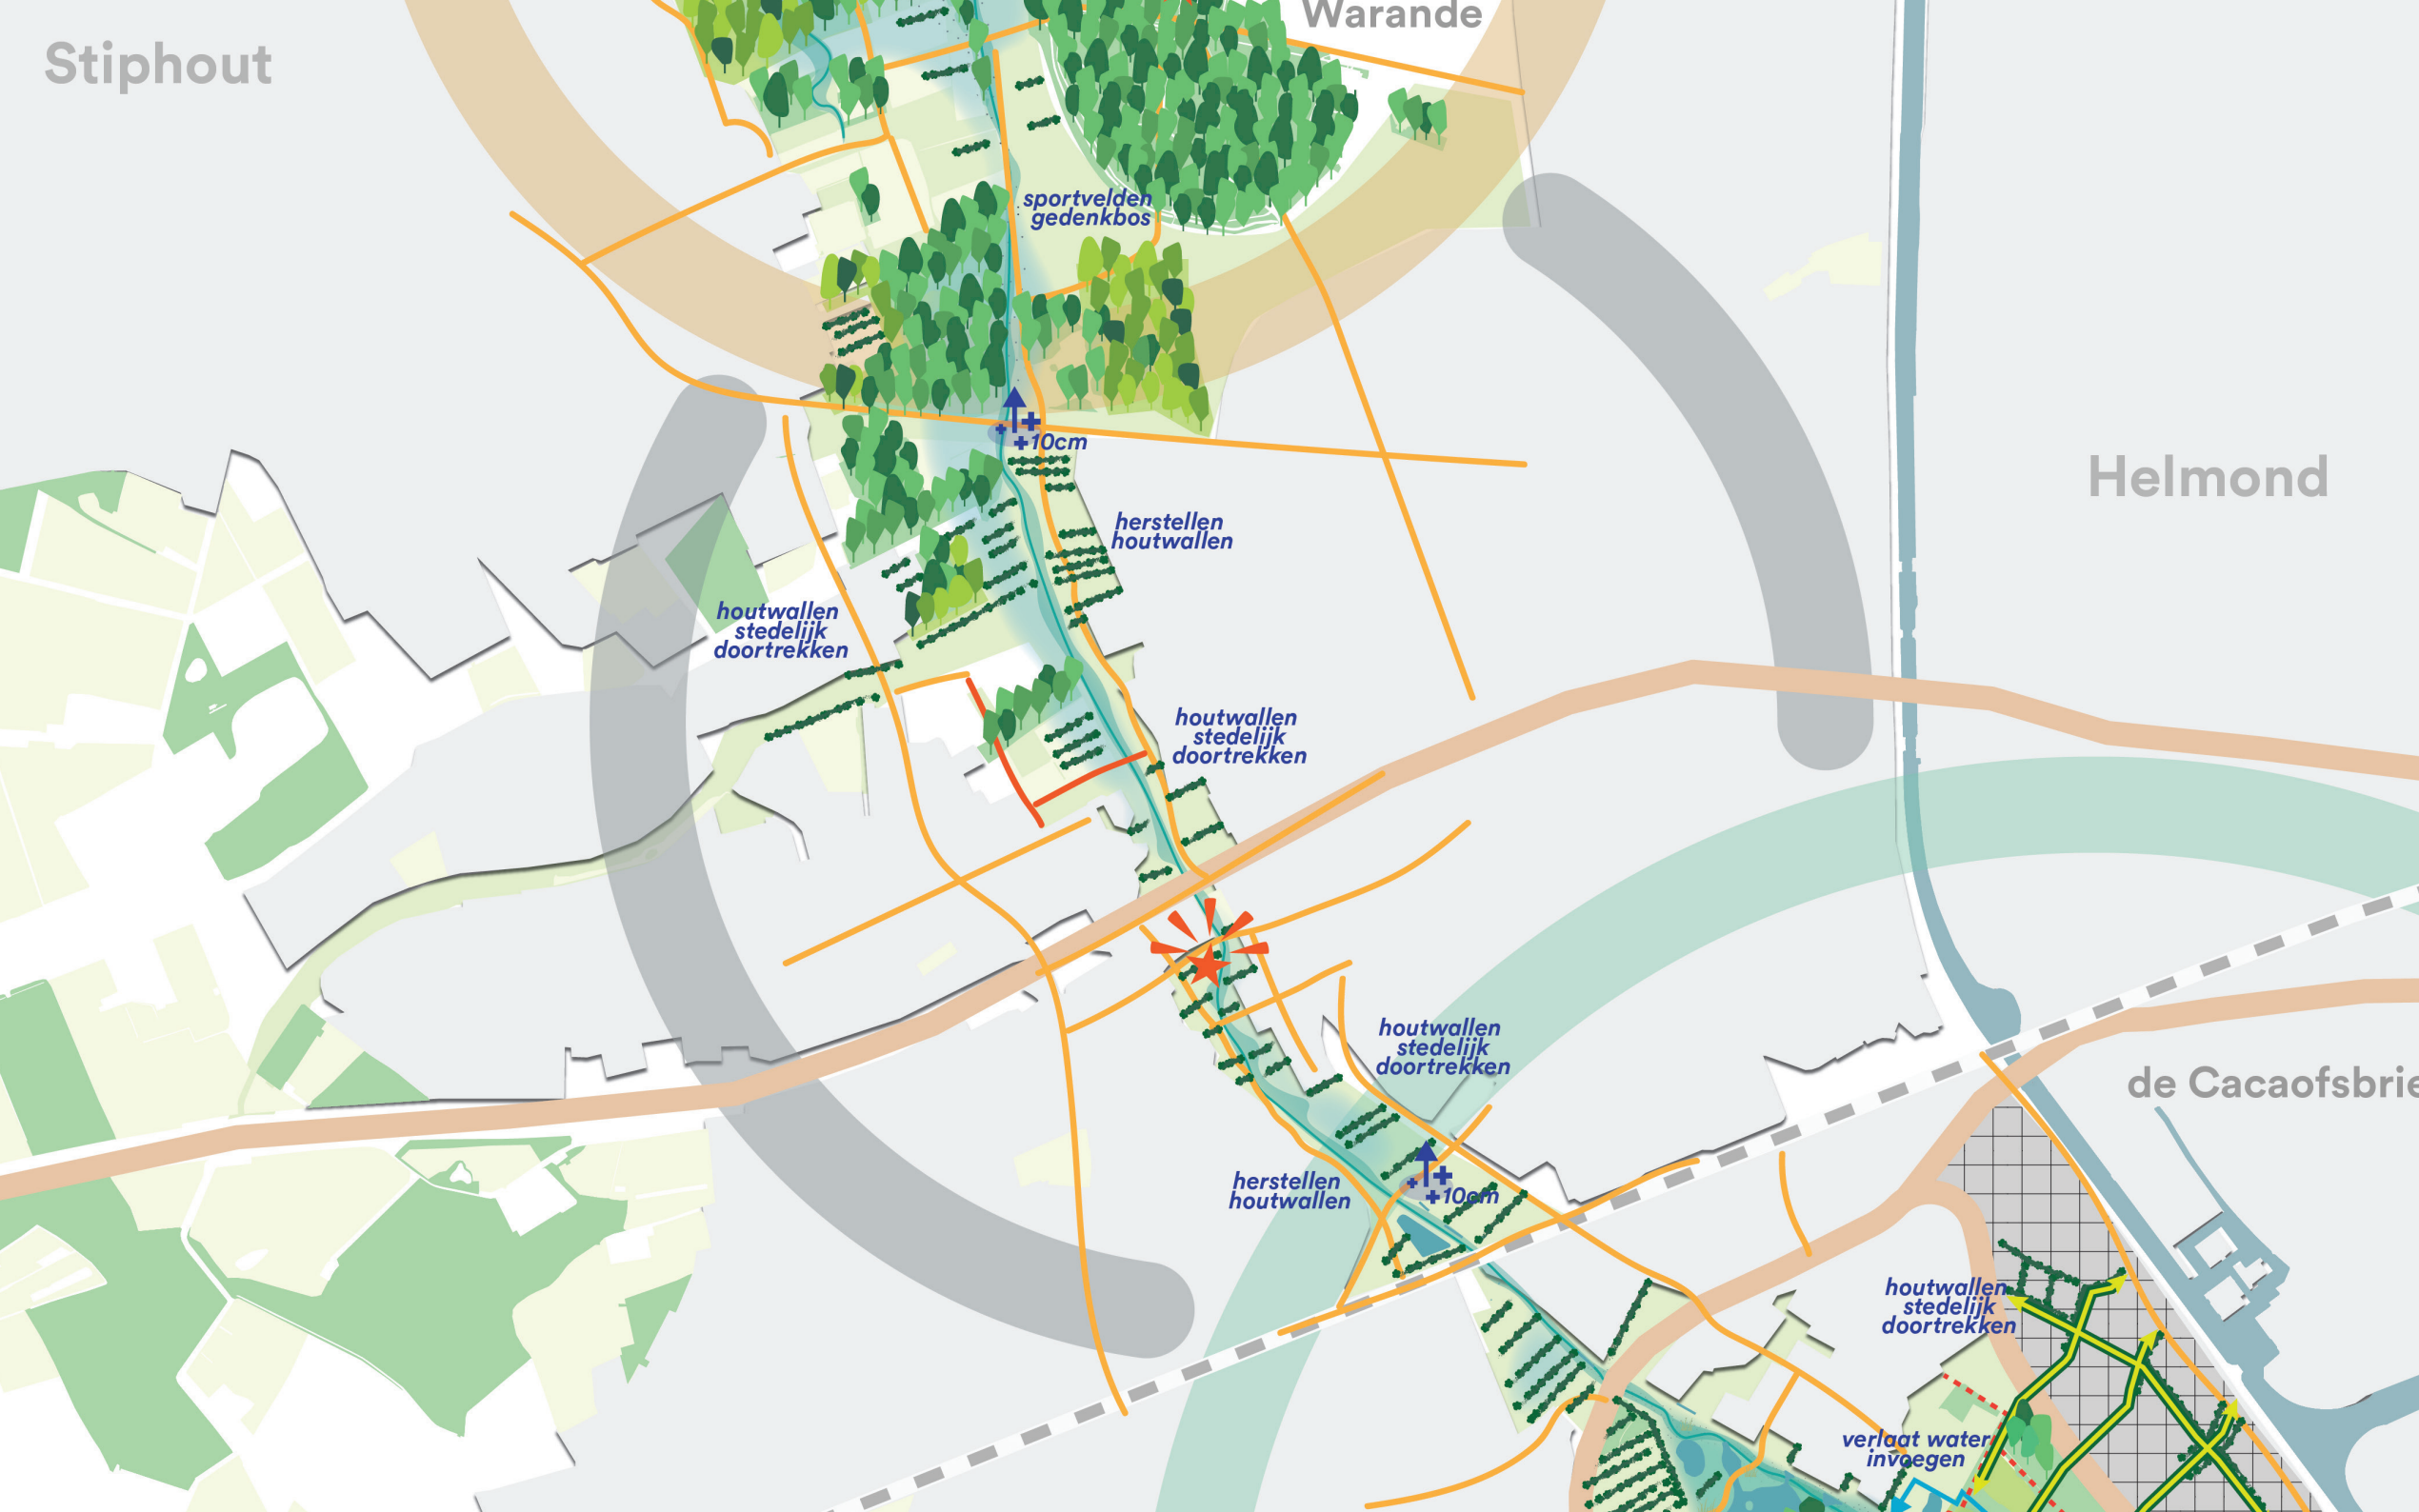 Warande
Stiphout
sportvelden
gedenkbos
+10cm
Helmond
herstellen
houtwallen
houtwallen
stedelijk
doortrekken
houtwallen
stedelijk
doortrekken
houtwallen
stedelijk
doortrekken
de Cacaofsbrie
herstellen
houtwallen
+10cm
houtwallen
stedelijk
doortrekken
verlaat water
invoegen